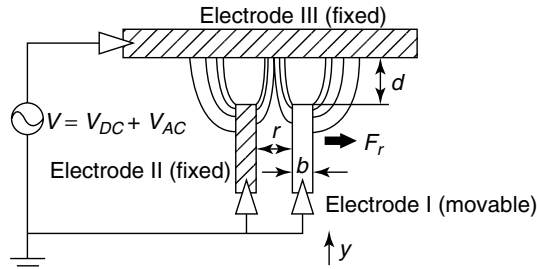 Electrode III (fixed)
d
V = V_DC + V_AC
r
F_r
Electrode II (fixed)
b
Electrode I (movable)
y